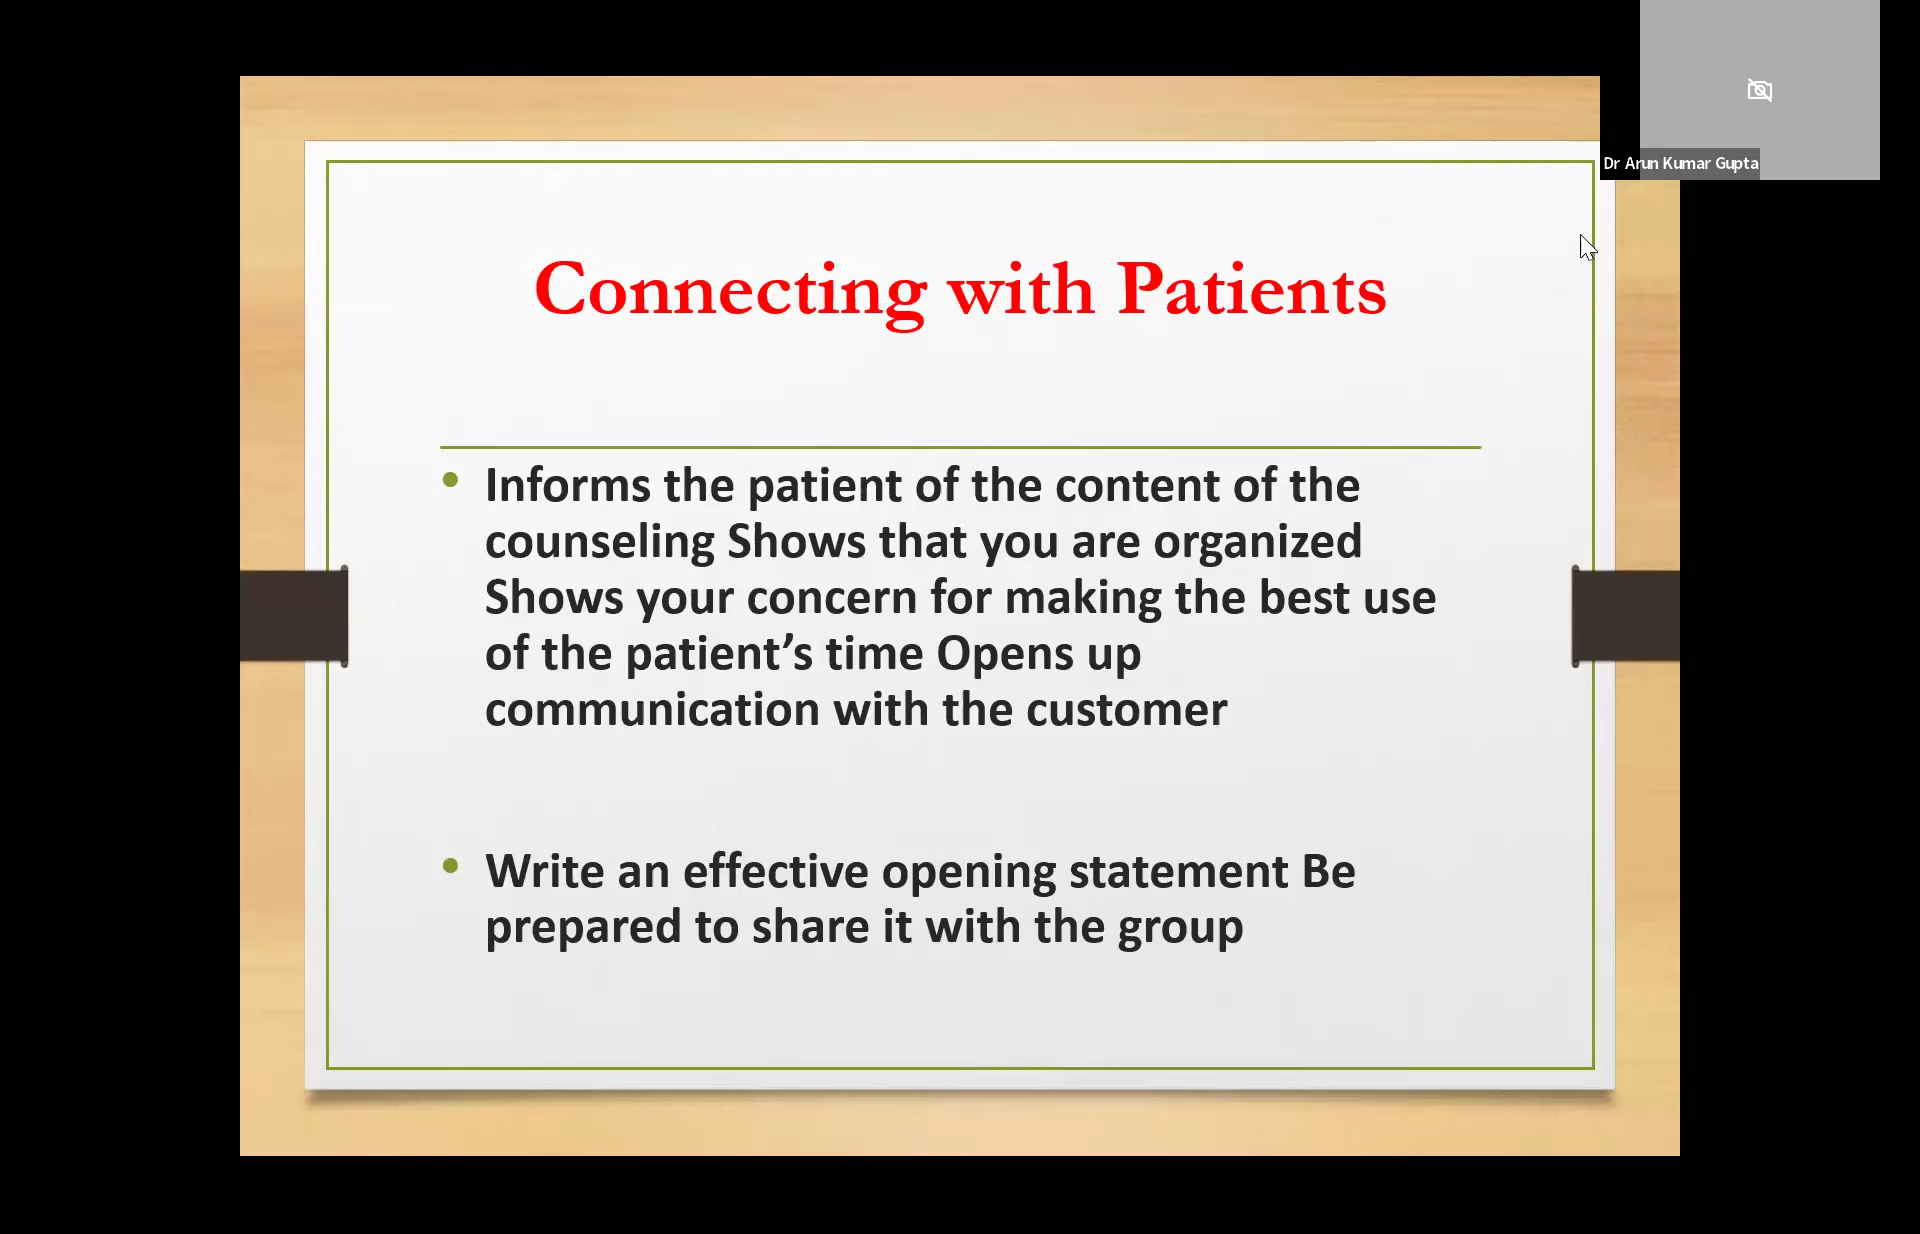 Dr Arun Kumar Gupta
Connecting with Patients
• Informs the patient of the content of the
counseling Shows that you are organized
Shows your concern for making the best use
of the patient’s time Opens up
communication with the customer
• Write an effective opening statement Be
prepared to share it with the group